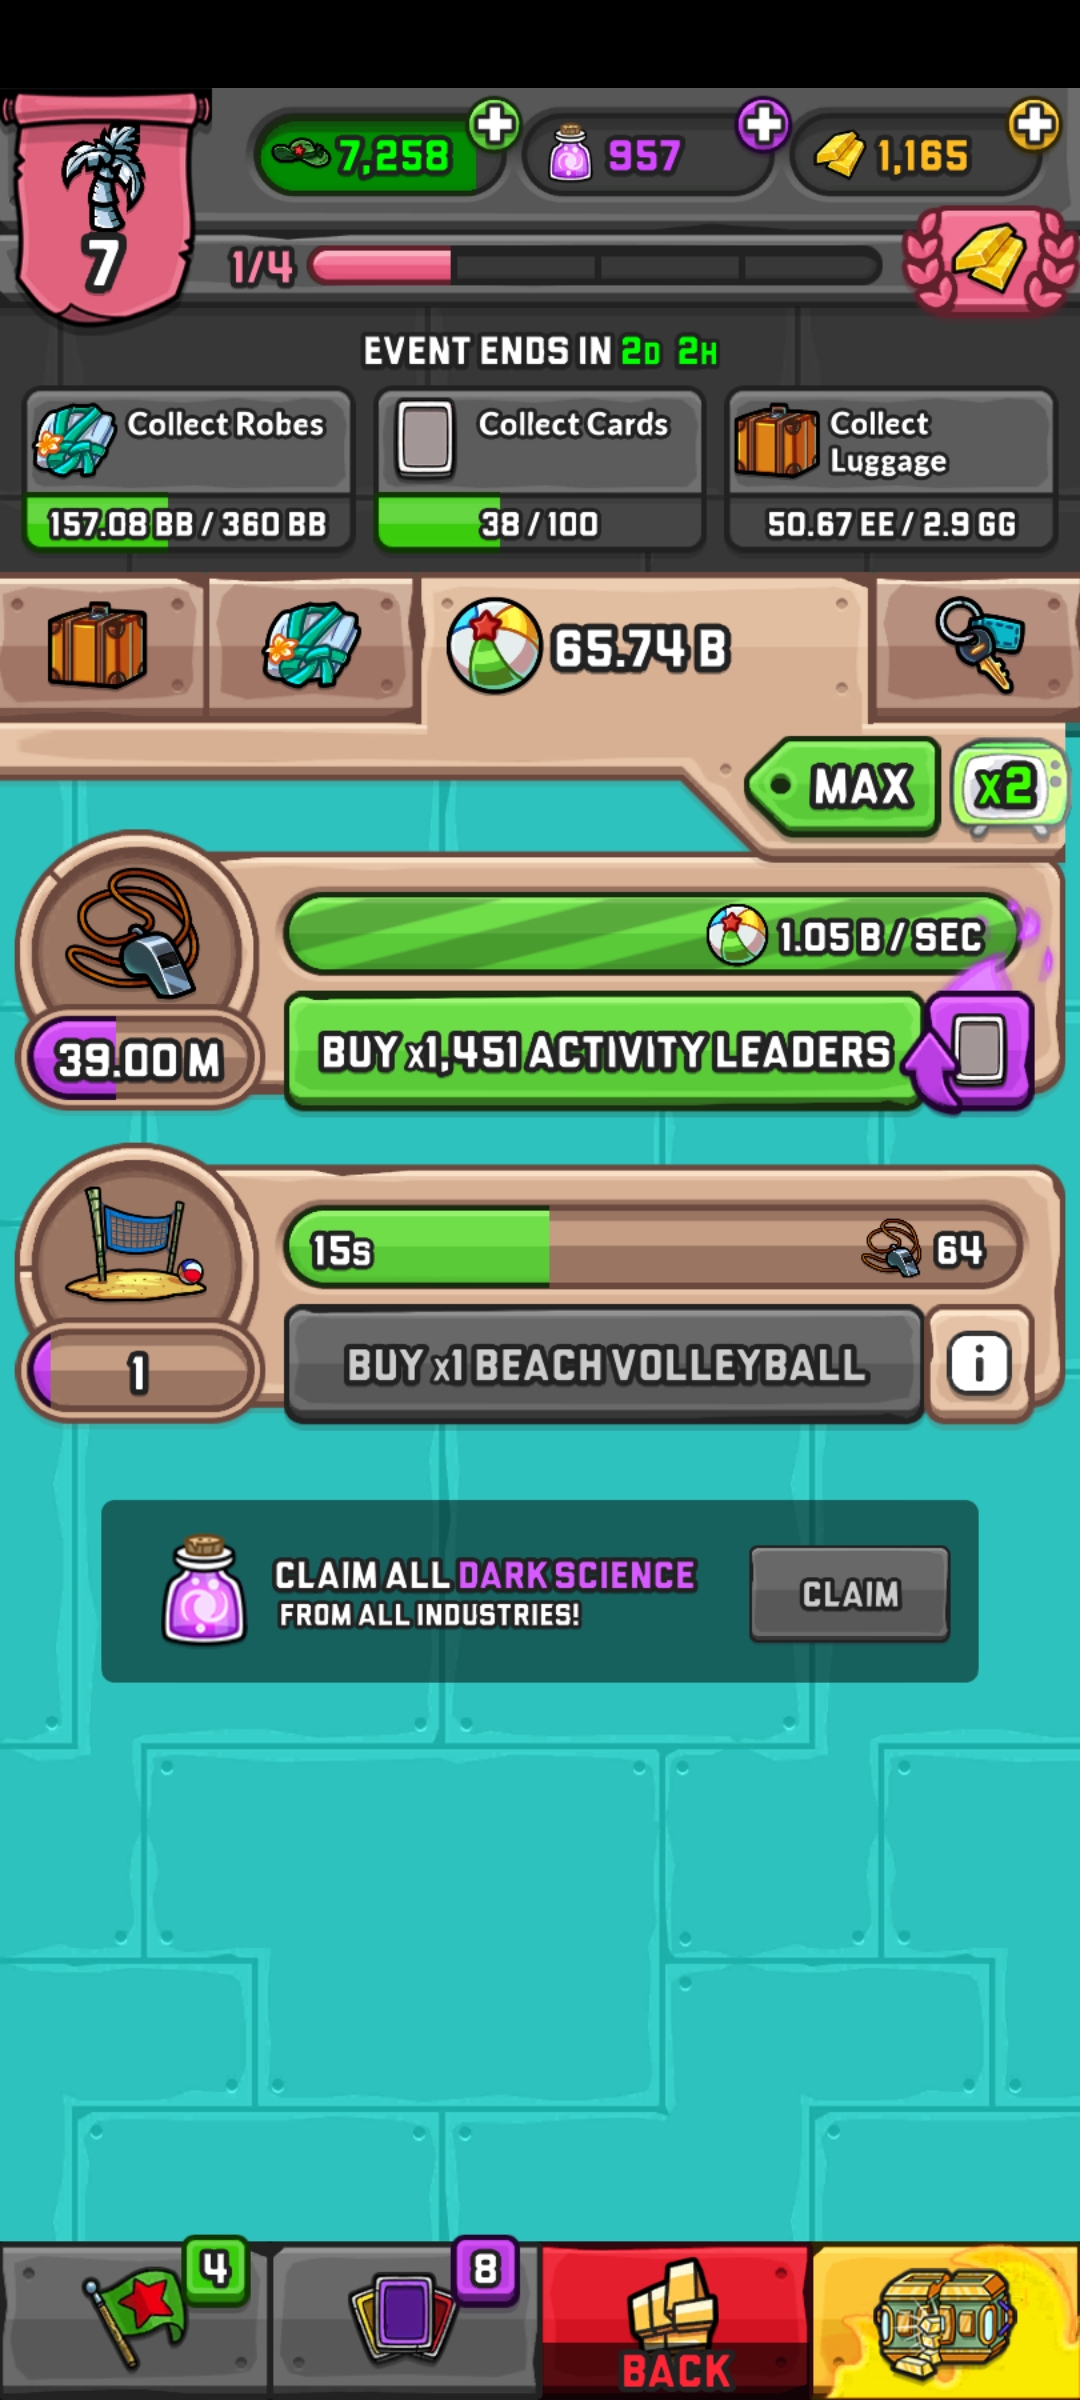 7,258
957
1,165
7
1/4
EVENT ENDS IN 2D 2H
Collect Robes
Collect Cards
Collect
Luggage
157.08 BB / 360 BB
38 / 100
50.67 EE / 2.9 GG
65.74 B
MAX
x2
1.05 B / SEC
39.00 M
BUY x1,451 ACTIVITY LEADERS
15s
64
1
BUY x1 BEACH VOLLEYBALL
i
CLAIM ALL DARK SCIENCE
FROM ALL INDUSTRIES!
CLAIM
4
8
BACK